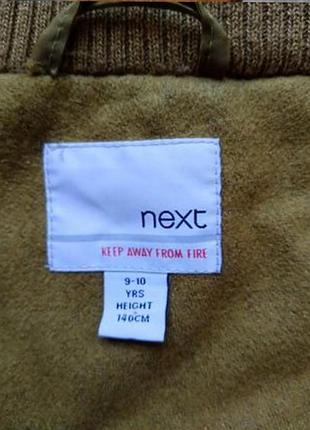 next
KEEP AWAY FROM FIRE
9-10
YRS
HEIGHT
140CM